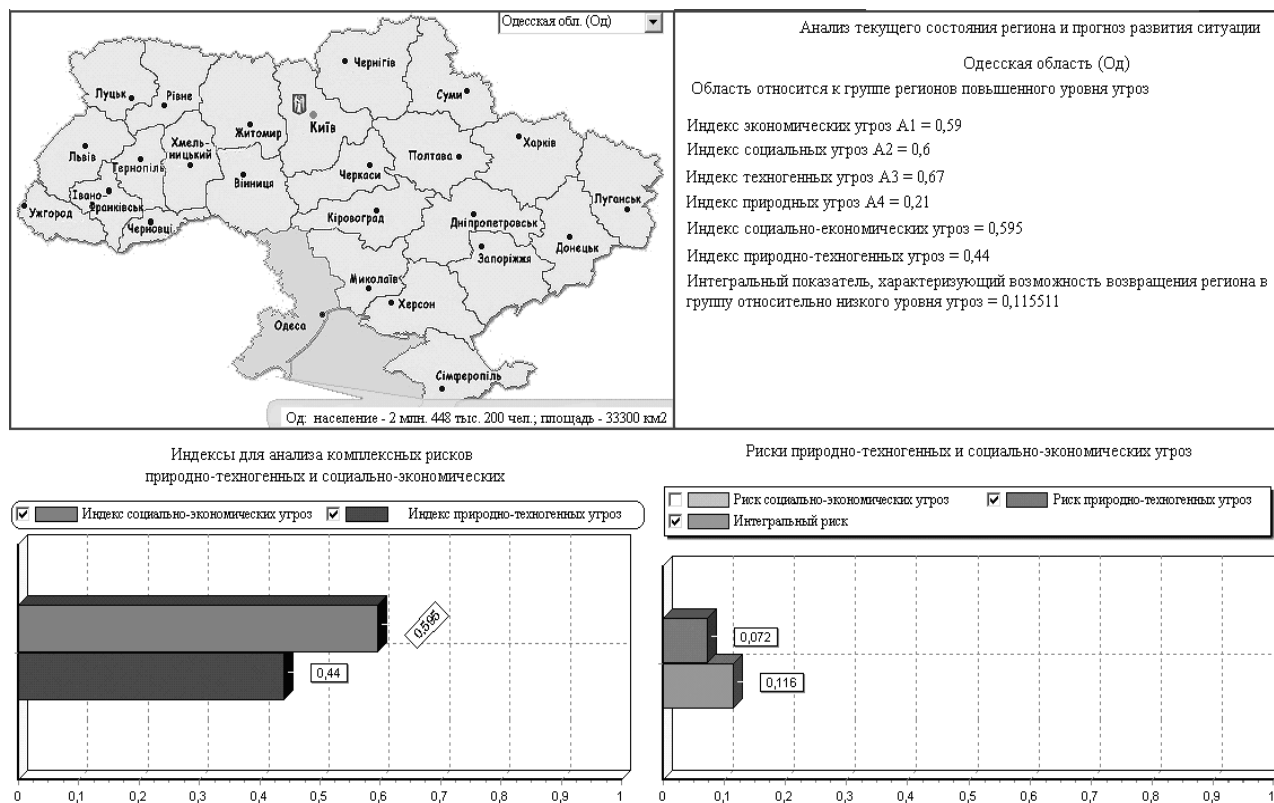 Одесская обл. (Од)
Чернігів
Луцьк
Рівне
Суми
Житомир
Київ
Львів
Хмель-
ницький
Тернопіль
Харків
Полтава
Вінниця
Черкаси
Івано-
Франківськ
Ужгород
Черновці
Луганськ
Кіровоград
Дніпропетровськ
Донецьк
Запоріжжя
Миколаїв
Херсон
Одеса
Сімферопіль
Од: население - 2 млн. 448 тыс. 200 чел.; площадь - 33300 км2
Анализ текущего состояния региона и прогноз развития ситуации
Одесская область (Од)
Область относится к группе регионов повышенного уровня угроз
Индекс экономических угроз А1 = 0,59
Индекс социальных угроз А2 = 0,6
Индекс техногенных угроз А3 = 0,67
Индекс природных угроз А4 = 0,21
Индекс социально-економических угроз = 0,595
Индекс природно-техногенных угроз = 0,44
Интегральный показатель, характеризующий возможность возвращения региона в
группу относительно низкого уровня угроз = 0,115511
Индексы для анализа комплексных рисков
природно-техногенных и социально-экономических
Индекс социально-экономических угроз
Индекс природно-техногенных угроз
0.595
0,44
0 0,1 0,2 0,3 0,4 0,5 0,6 0,7 0,8 0,9 1
Риски природно-техногенных и социально-экономических угроз
Риск социально-экономических угроз
Риск природно-техногенных угроз
Интегральный риск
0,072
0,116
0 0,1 0,2 0,3 0,4 0,5 0,6 0,7 0,8 0,9 1